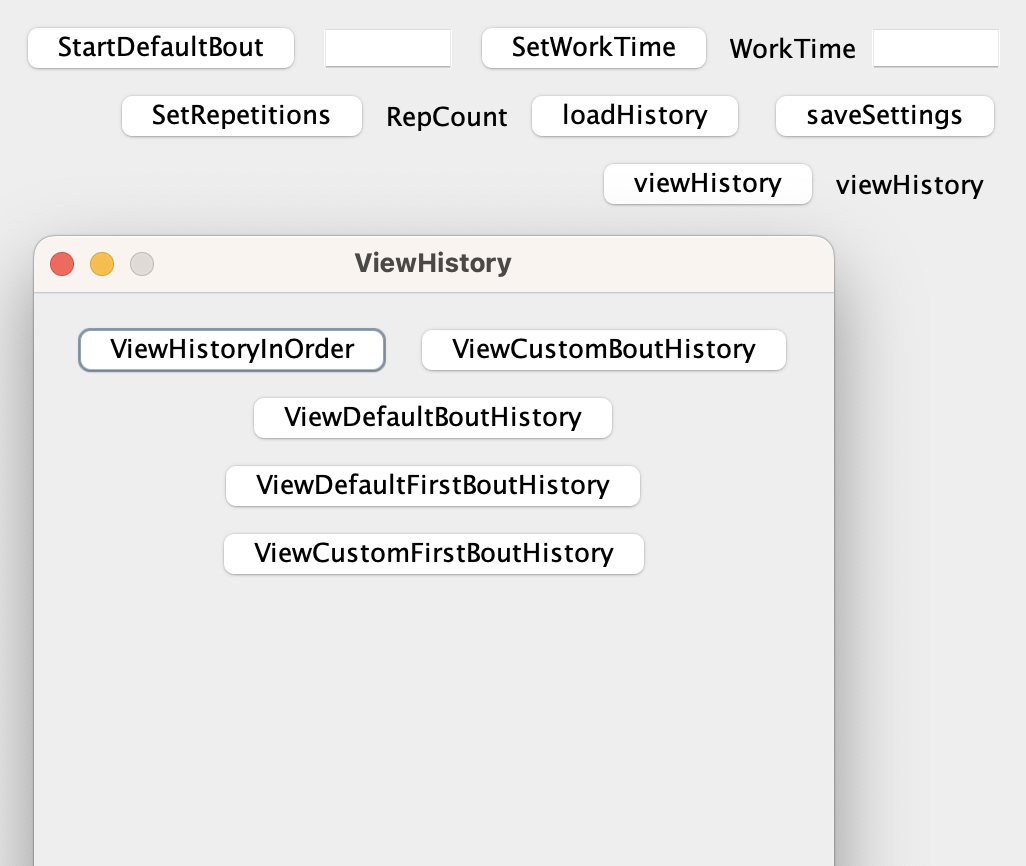 StartDefaultBout SetWorkTime WorkTime
SetRepetitions RepCount loadHistory saveSettings
viewHistory viewHistory
ViewHistory
ViewHistoryInOrder ViewCustomBoutHistory
ViewDefaultBoutHistory
ViewDefaultFirstBoutHistory
ViewCustomFirstBoutHistory